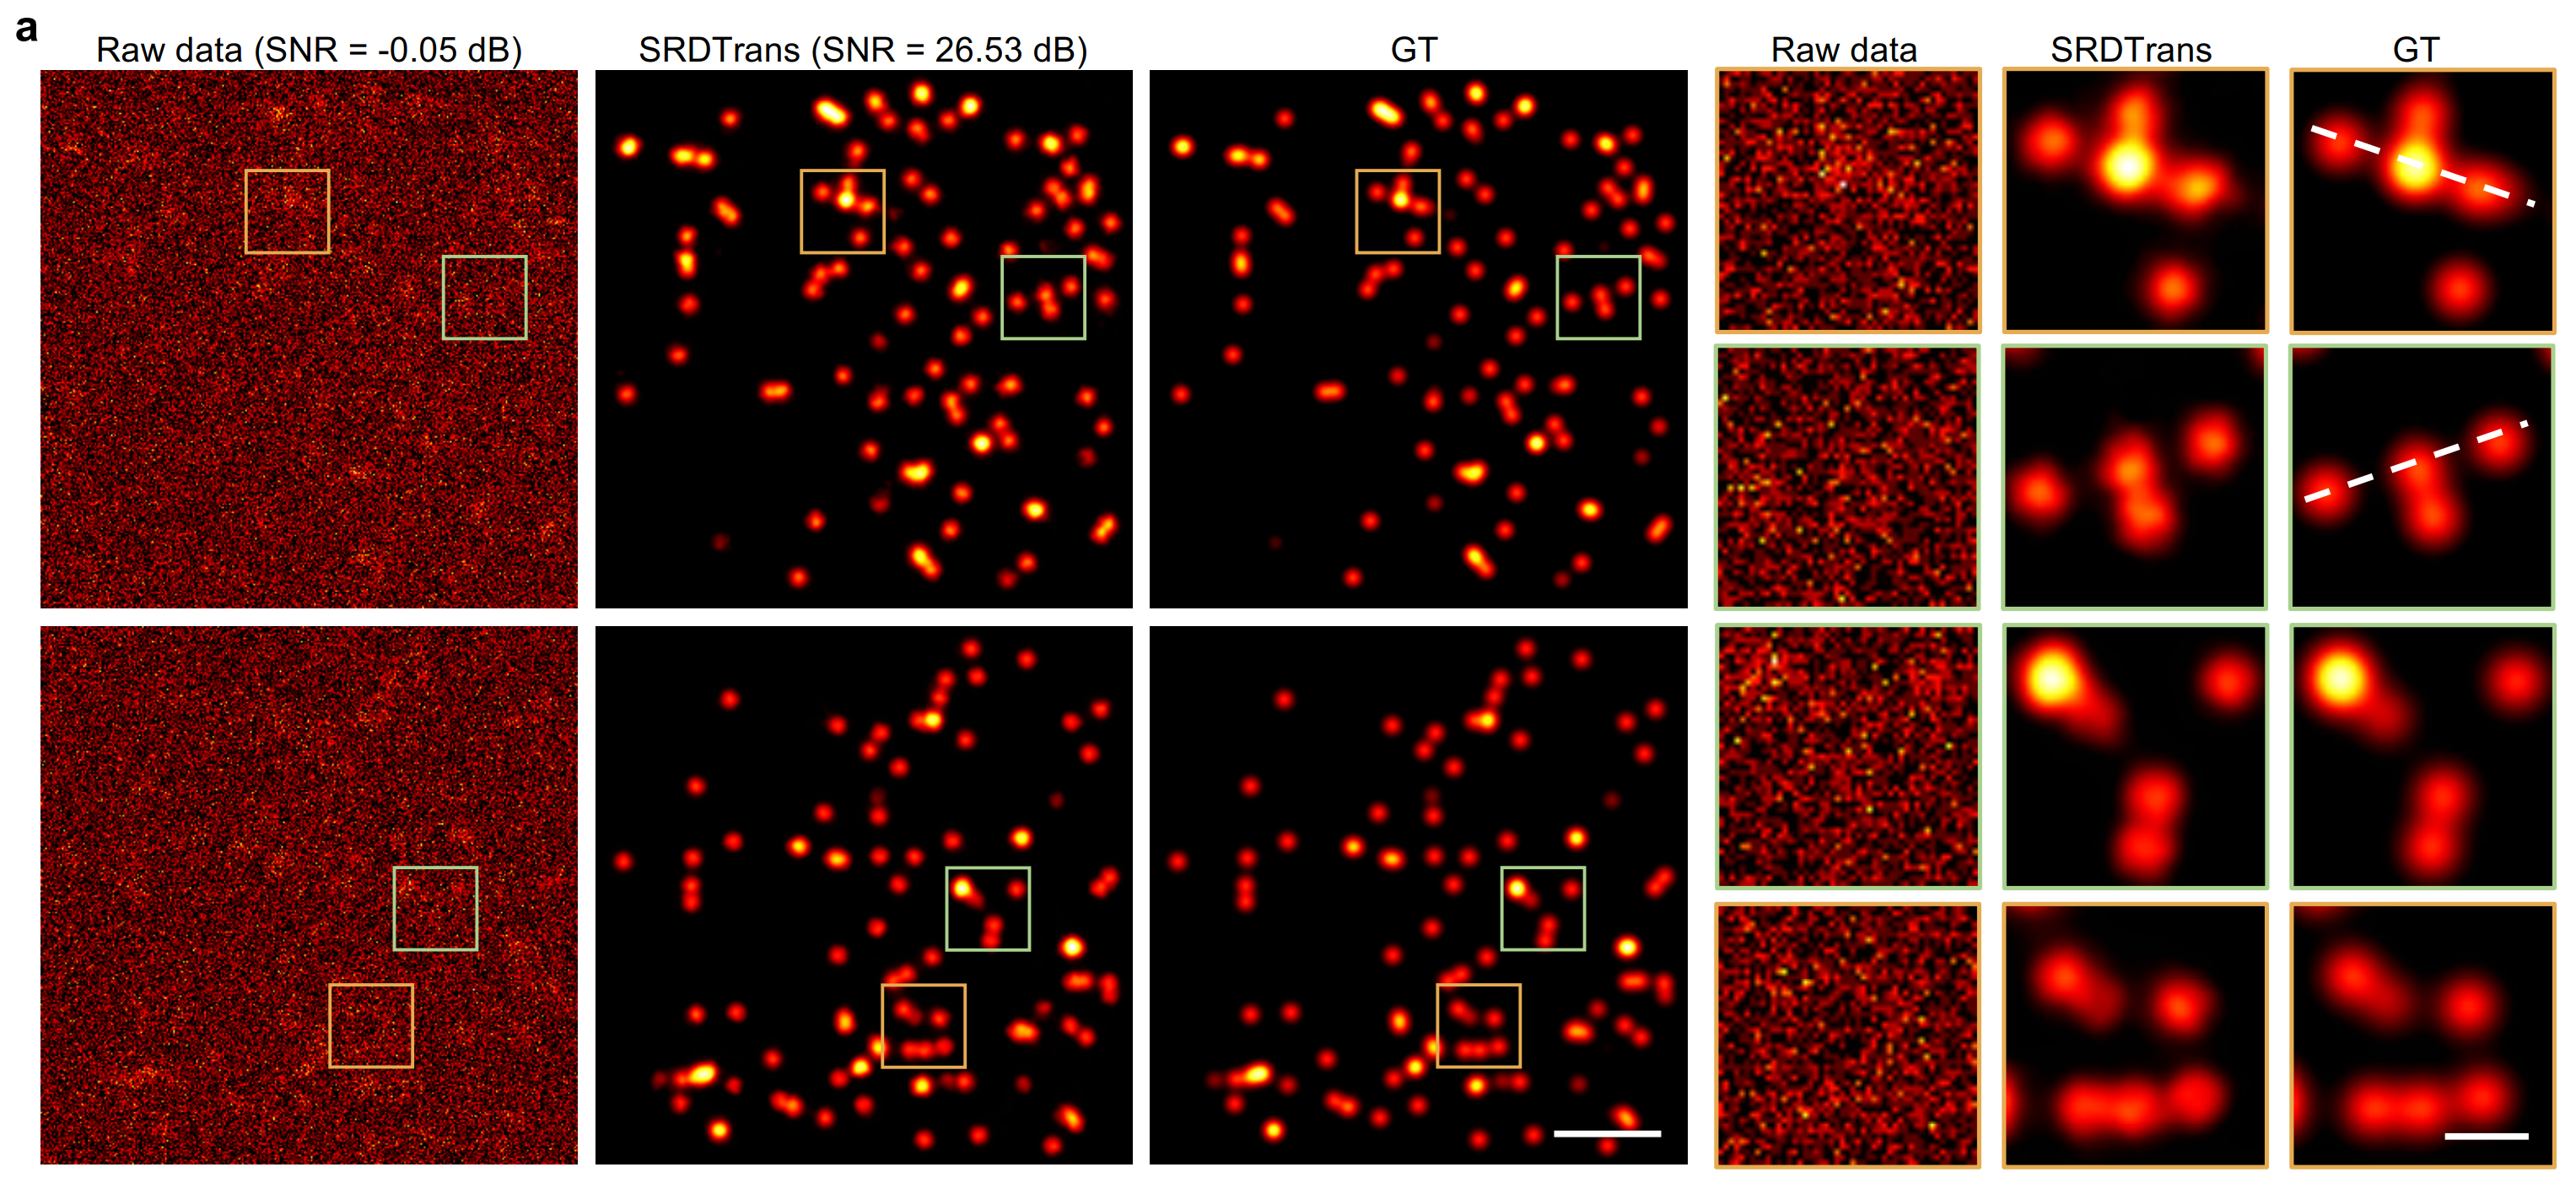 a
Raw data (SNR = -0.05 dB)
SRDTrans (SNR = 26.53 dB)
GT
Raw data
SRDTrans
GT